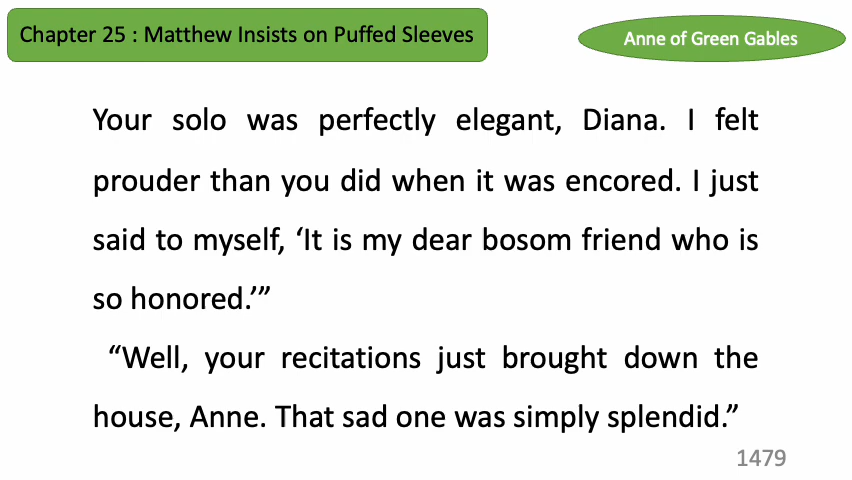 Chapter 25 : Matthew Insists on Puffed Sleeves
Anne of Green Gables
Your solo was perfectly elegant, Diana. I felt
prouder than you did when it was encored. I just
said to myself, ‘It is my dear bosom friend who is
so honored.’”
“Well, your recitations just brought down the
house, Anne. That sad one was simply splendid.”
1479